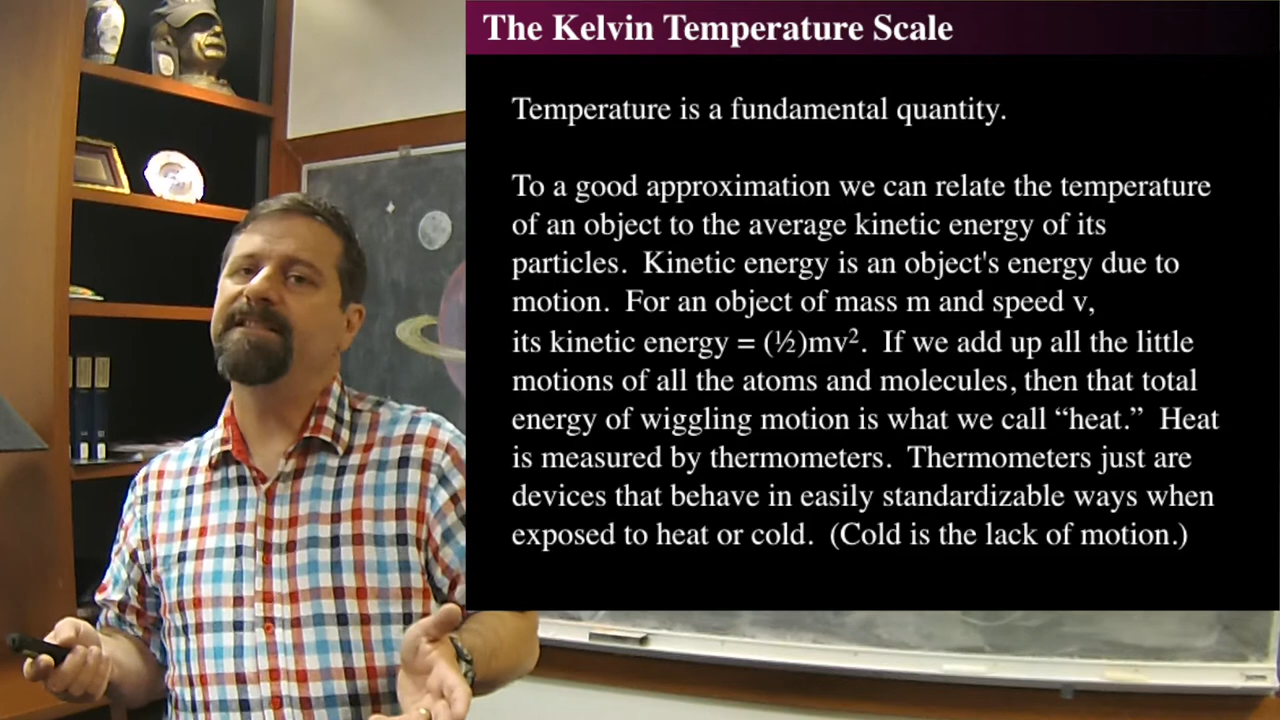 The Kelvin Temperature Scale
Temperature is a fundamental quantity.
To a good approximation we can relate the temperature
of an object to the average kinetic energy of its
particles.  Kinetic energy is an object's energy due to
motion.  For an object of mass m and speed v,
its kinetic energy = (½)mv².  If we add up all the little
motions of all the atoms and molecules, then that total
energy of wiggling motion is what we call “heat.”  Heat
is measured by thermometers.  Thermometers just are
devices that behave in easily standardizable ways when
exposed to heat or cold.  (Cold is the lack of motion.)